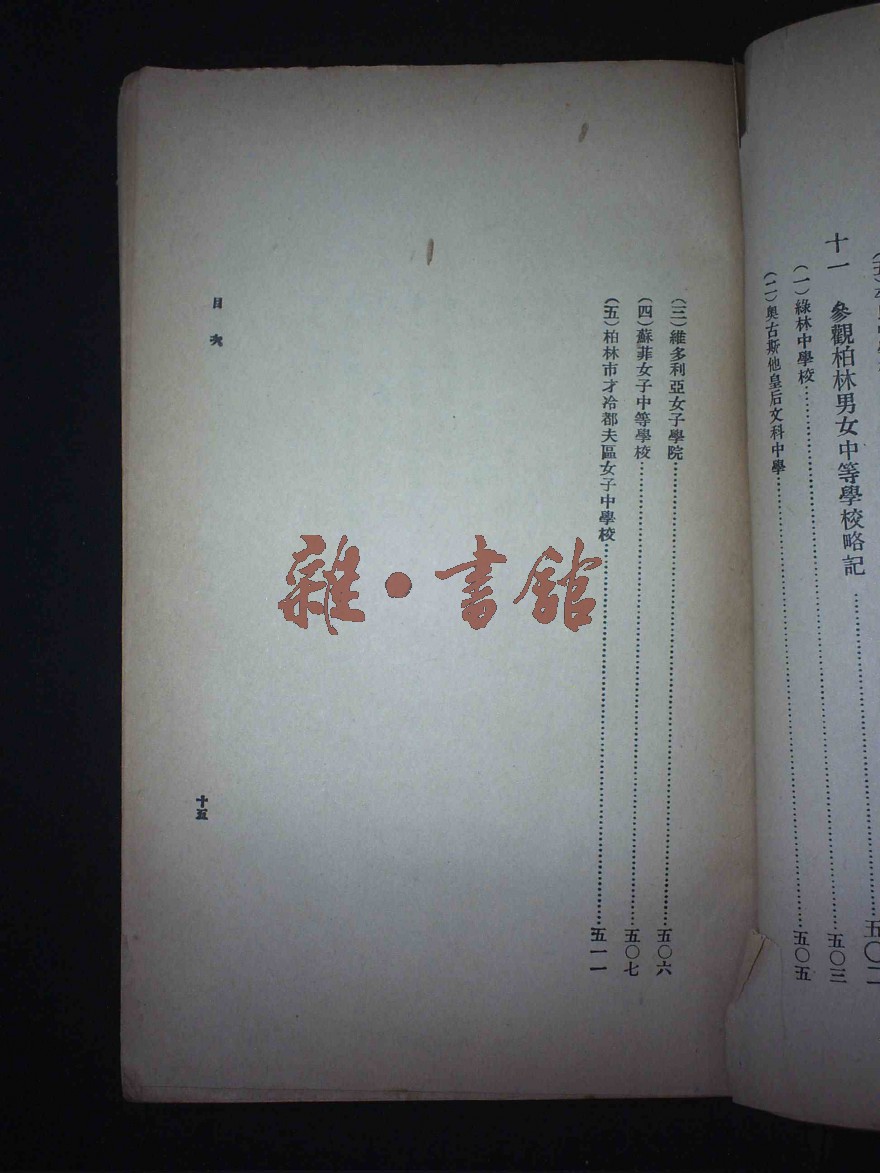 五〇二
十一 參觀柏林男女中等學校略記 五〇三
(一)綠林中學校
(二)奧古斯他皇后文科中學 五〇五
(三)維多利亞女子學院 五〇六
(四)蘇菲女子中等學校 五〇七
(五)柏林市才冷都夫區女子中學校 五一一
目次
十五
雜·書館